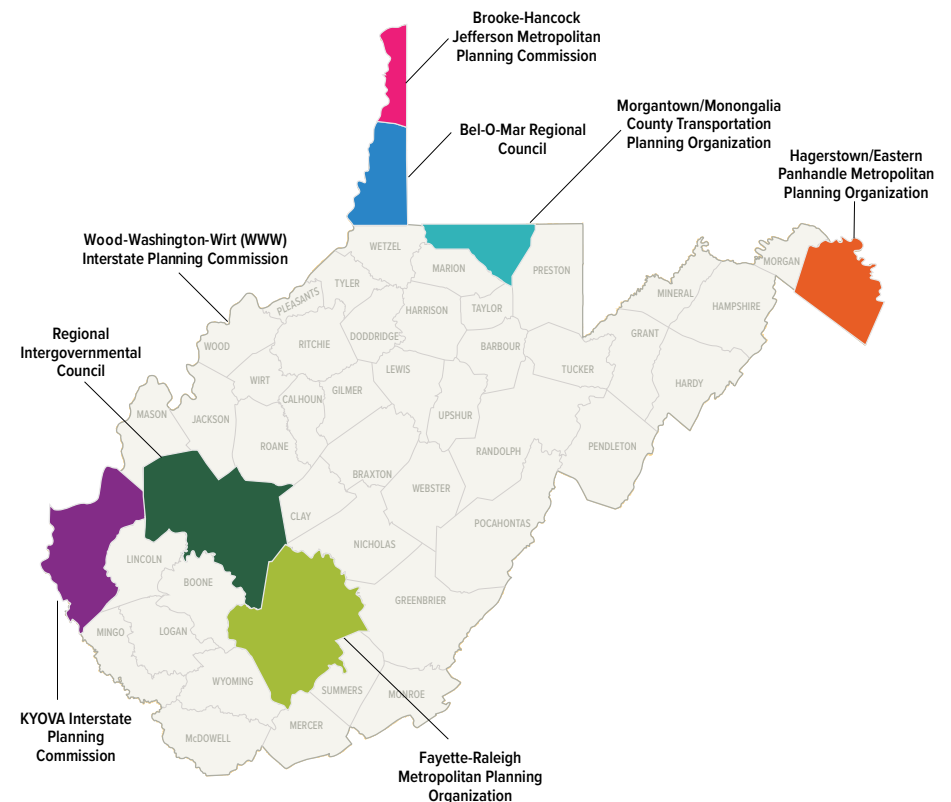 Brooke-Hancock
Jefferson Metropolitan
Planning Commission
Morgantown/Monongalia
County Transportation
Planning Organization
Bel-O-Mar Regional
Council
Hagerstown/Eastern
Panhandle Metropolitan
Planning Organization
Wood-Washington-Wirt (WWW)
Interstate Planning Commission
Regional
Intergovernmental
Council
WETZEL
MARION
PRESTON
MORGAN
TYLER
PLEASANTS
MINERAL
HAMPSHIRE
HARRISON
TAYLOR
WOOD
RITCHIE
DODDRIDGE
BARBOUR
GRANT
WIRT
LEWIS
TUCKER
HARDY
CALHOUN
GILMER
MASON
JACKSON
UPSHUR
ROANE
RANDOLPH
PENDLETON
BRAXTON
WEBSTER
CLAY
POCAHONTAS
NICHOLAS
LINCOLN
BOONE
GREENBRIER
MINGO
LOGAN
WYOMING
SUMMERS
MONROE
McDOWELL
MERCER
KYOVA Interstate
Planning
Commission
Fayette-Raleigh
Metropolitan Planning
Organization